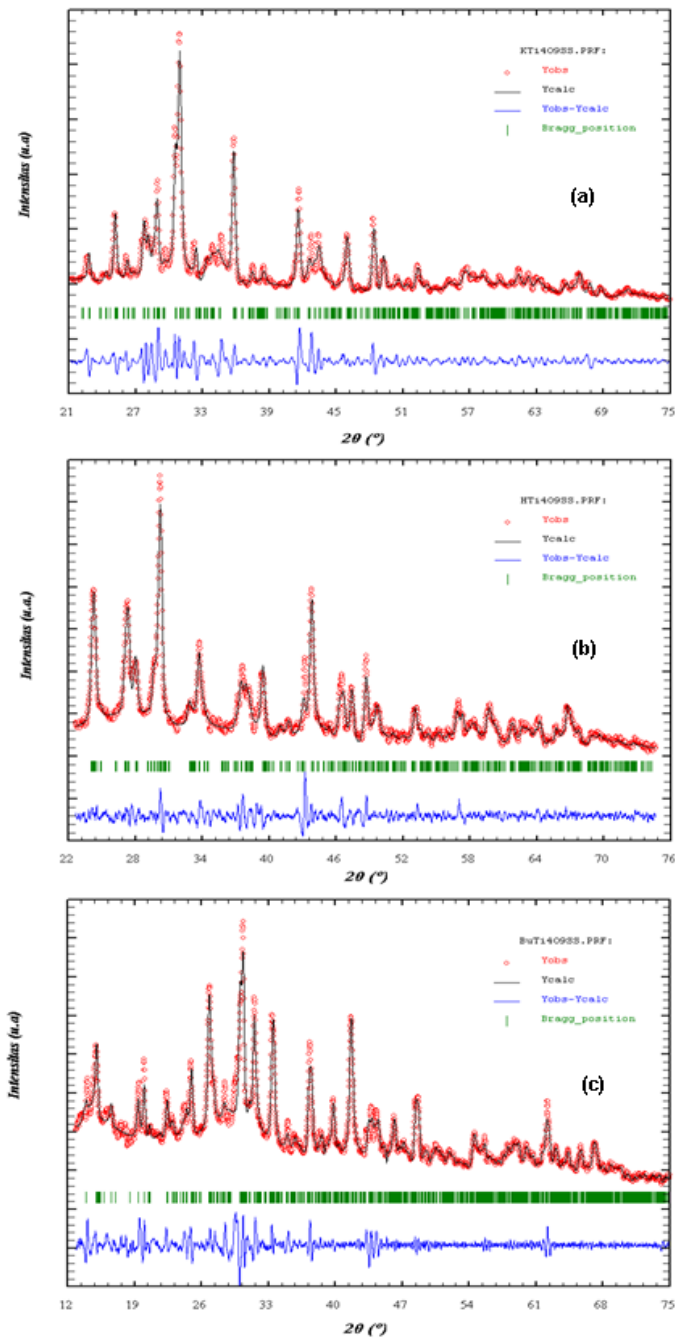 KTi409SS.PRF:
Yobs
Ycalc
Yobs-Ycalc
Bragg_position
(a)
Intensitas (u.a)
21 27 33 39 45 51 57 63 69 75
2θ (°)
HTi409SS.PRF:
Yobs
Ycalc
Yobs-Ycalc
Bragg_position
(b)
Intensitas (u.a.)
22 28 34 40 46 52 58 64 70 76
2θ (°)
BuTi409SS.PRF:
Yobs
Ycalc
Yobs-Ycalc
Bragg_position
(c)
Intensitas (u.a)
12 19 26 33 40 47 54 61 68 75
2θ (°)